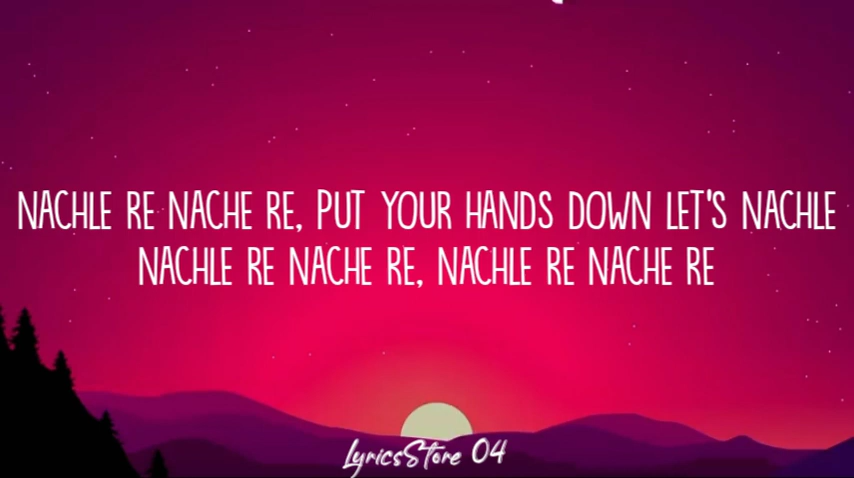 NACHLE RE NACHE RE, PUT YOUR HANDS DOWN LET'S NACHLE
NACHLE RE NACHE RE, NACHLE RE NACHE RE
LyricsStore 04